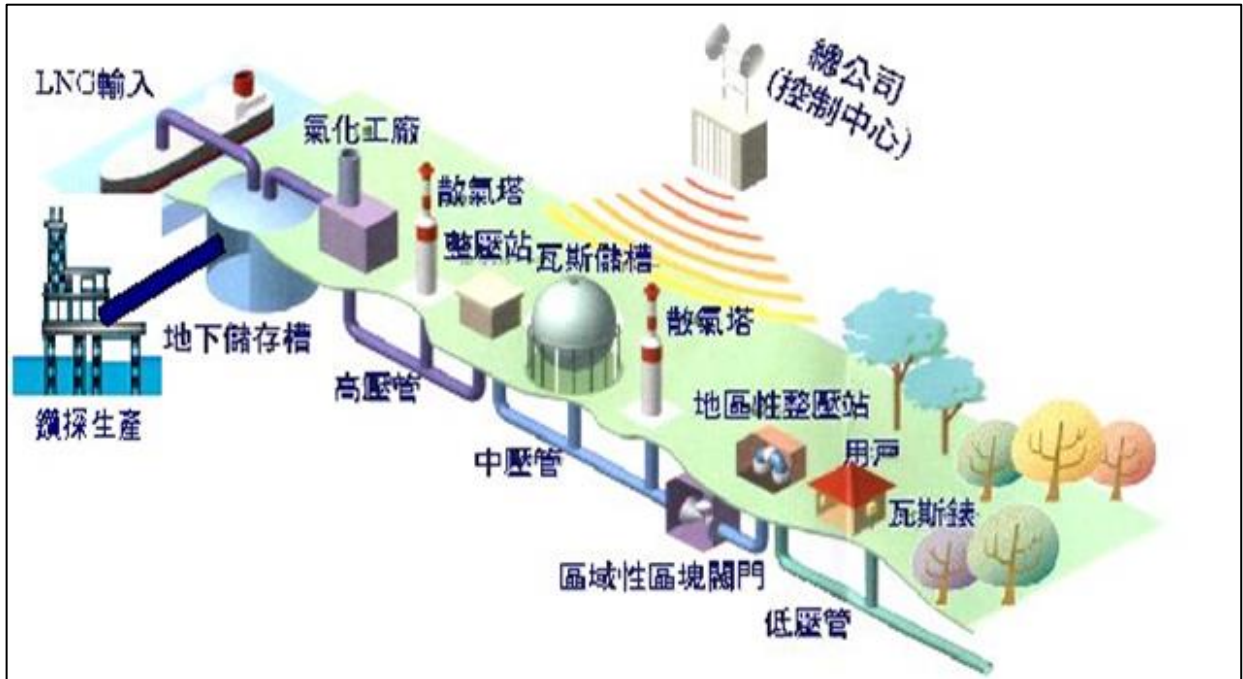 LNG輸入
總公司
(控制中心)
氣化工廠
散氣塔
整壓站
瓦斯儲槽
散氣塔
地下儲存槽
高壓管
鑽探生產
地區性整壓站
中壓管
用戶
瓦斯錶
區域性區塊閥門
低壓管